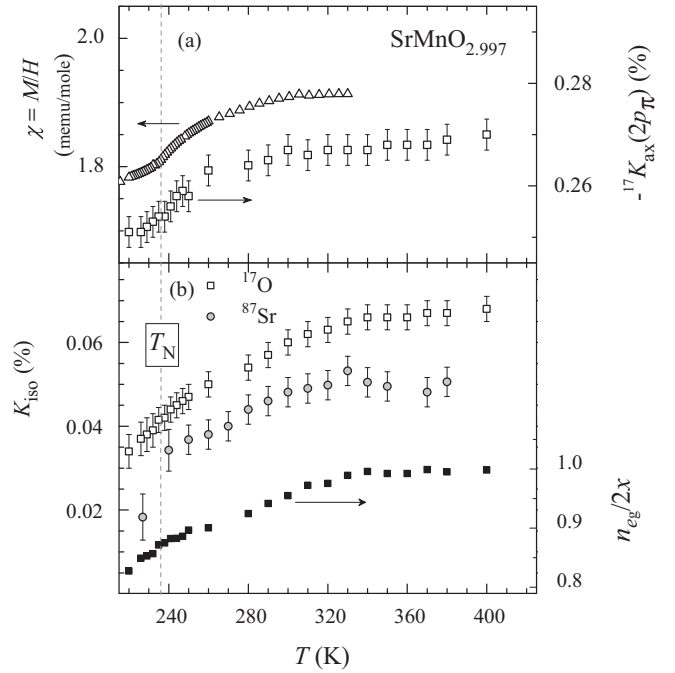 (a)
SrMnO2.997
2.0
1.8
χ = M/H
(memu/mole)
0.28
0.26
-17Kax(2pπ) (%)
(b)
17O
87Sr
TN
0.06
0.04
0.02
Kiso (%)
1.0
0.9
0.8
neg/2x
240 280 320 360 400
T (K)